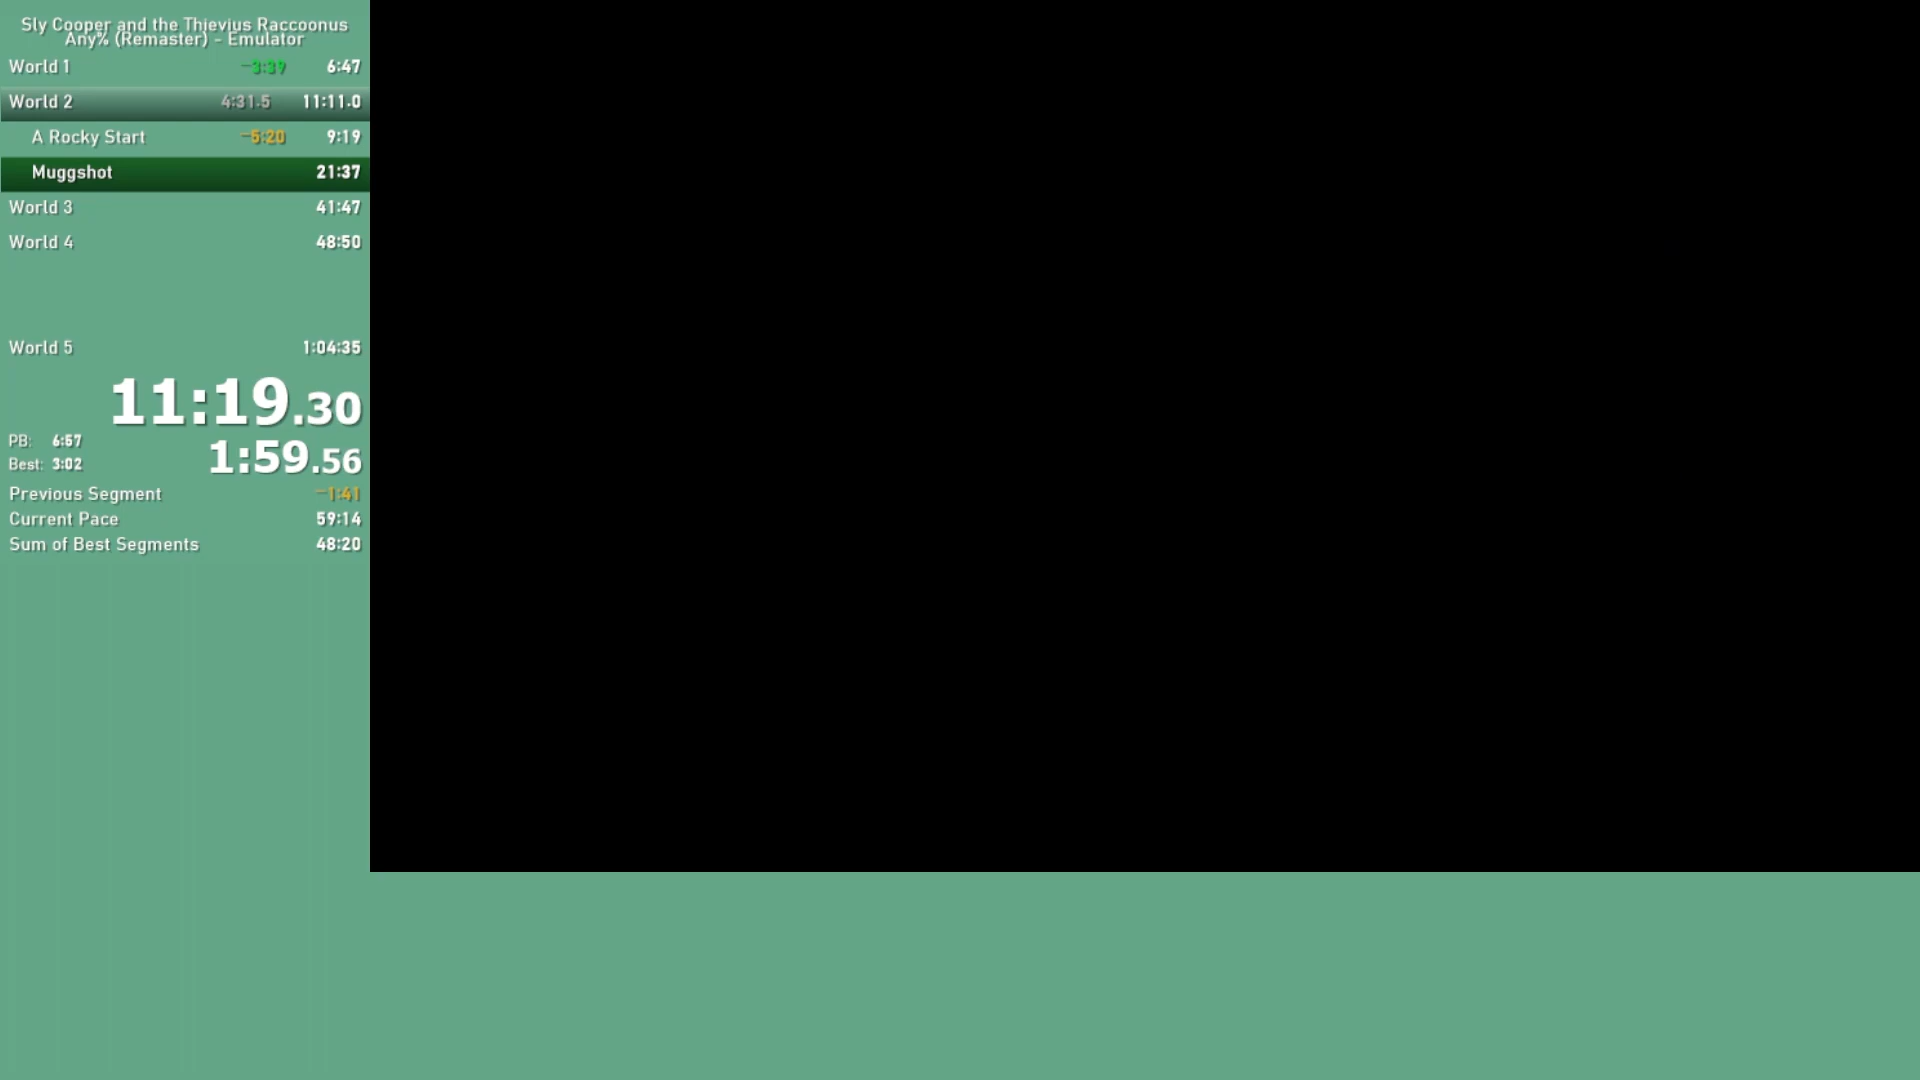 Sly Cooper and the Thievius Raccoonus
Any% (Remaster) - Emulator
World 1 −3:39 6:47
World 2 4:31.5 11:11.0
A Rocky Start −5:20 9:19
Muggshot 21:37
World 3 41:47
World 4 48:50
World 5 1:04:35
11:19.30
PB: 6:57
Best: 3:02
1:59.56
Previous Segment −1:41
Current Pace 59:14
Sum of Best Segments 48:20